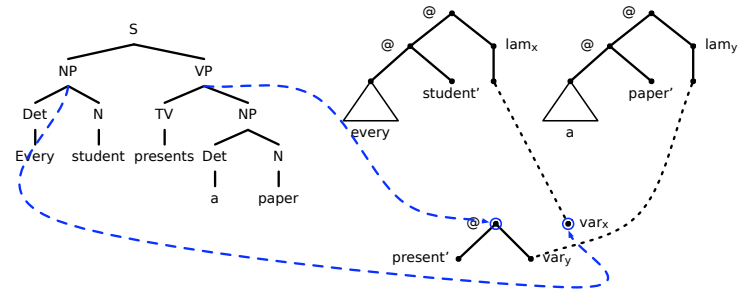 @ @
S
@ lamx @ lamy
NP VP
student’ paper’
Det N TV NP
every a
Every student presents Det N
a paper
@ varx
present’ vary